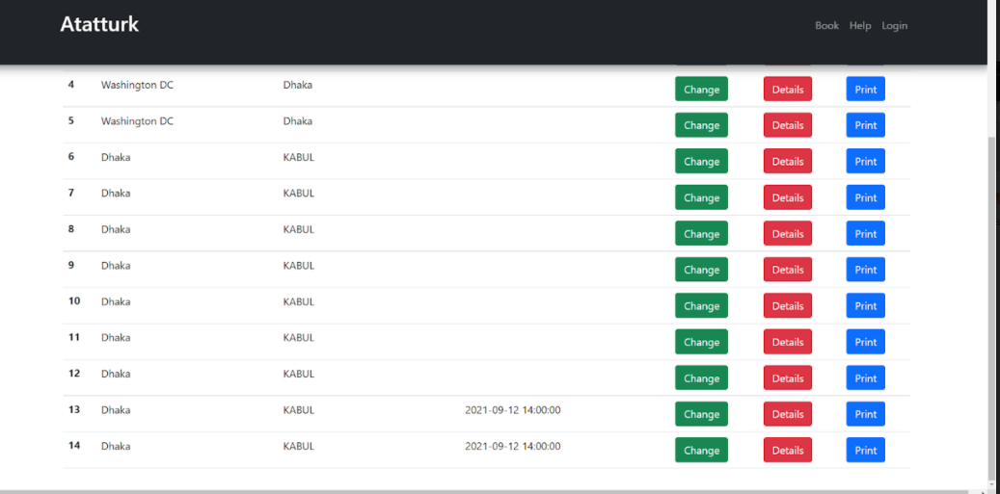 Atatturk Book Help Login
4 Washington DC Dhaka Change Details Print
5 Washington DC Dhaka Change Details Print
6 Dhaka KABUL Change Details Print
7 Dhaka KABUL Change Details Print
8 Dhaka KABUL Change Details Print
9 Dhaka KABUL Change Details Print
10 Dhaka KABUL Change Details Print
11 Dhaka KABUL Change Details Print
12 Dhaka KABUL Change Details Print
13 Dhaka KABUL 2021-09-12 14:00:00 Change Details Print
14 Dhaka KABUL 2021-09-12 14:00:00 Change Details Print